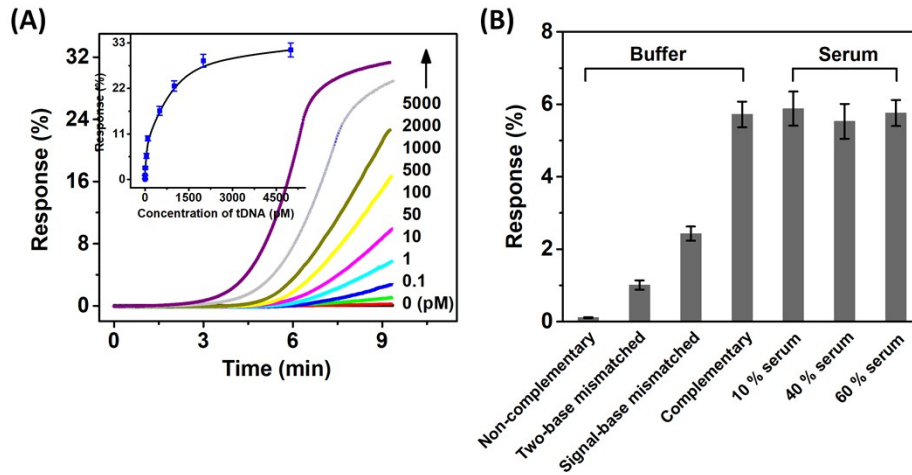 (A)
Response (%)
32
24
16
8
0
0
3
6
9
Time (min)
Response (%)
33
22
11
0
0
1500
3000
4500
Concentration of tDNA (pM)
5000
2000
1000
500
100
50
10
1
0.1
0 (pM)
(B)
Response (%)
8
6
4
2
0
Buffer
Serum
Non-complementary
Two-base mismatched
Signal-base mismatched
Complementary
10 % serum
40 % serum
60 % serum